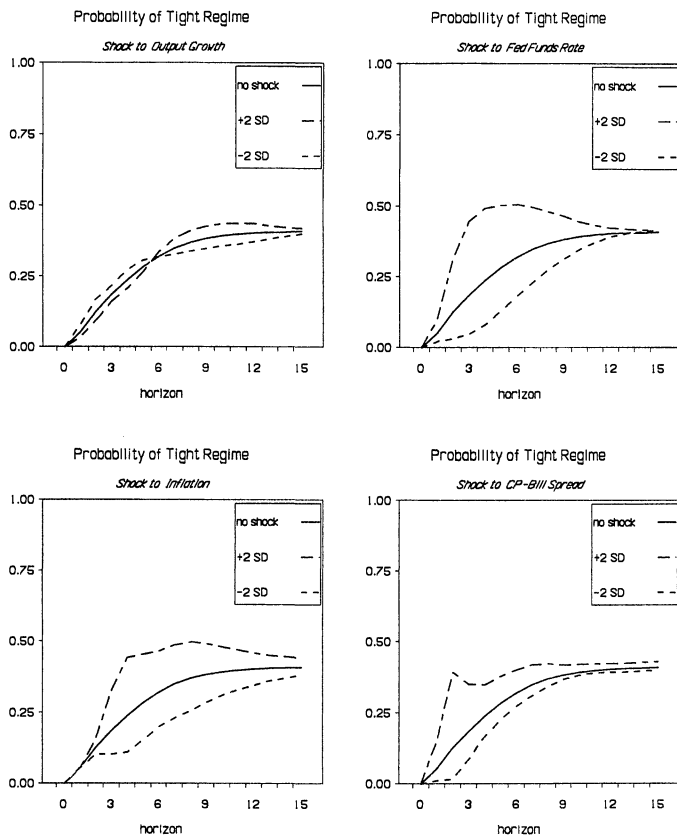 Probability of Tight Regime
Shock to Output Growth
1.00
0.75
0.50
0.25
0.00
no shock
+2 SD
-2 SD
0 3 6 9 12 15
horizon
Probability of Tight Regime
Shock to Fed Funds Rate
1.00
0.75
0.50
0.25
0.00
no shock
+2 SD
-2 SD
0 3 6 9 12 15
horizon
Probability of Tight Regime
Shock to Inflation
1.00
0.75
0.50
0.25
0.00
no shock
+2 SD
-2 SD
0 3 6 9 12 15
horizon
Probability of Tight Regime
Shock to CP-Bill Spread
1.00
0.75
0.50
0.25
0.00
no shock
+2 SD
-2 SD
0 3 6 9 12 15
horizon